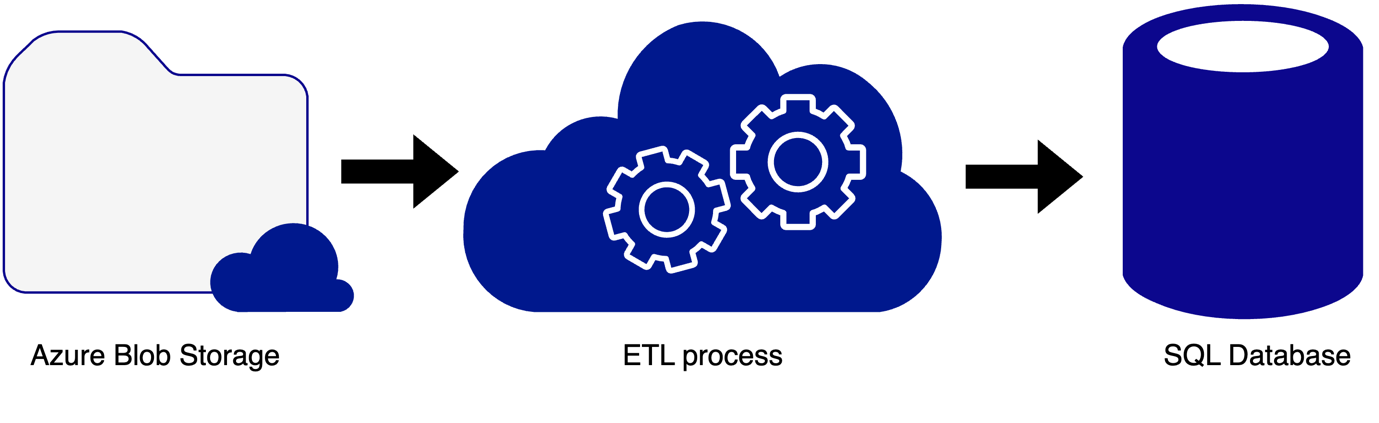 Azure Blob Storage
ETL process
SQL Database